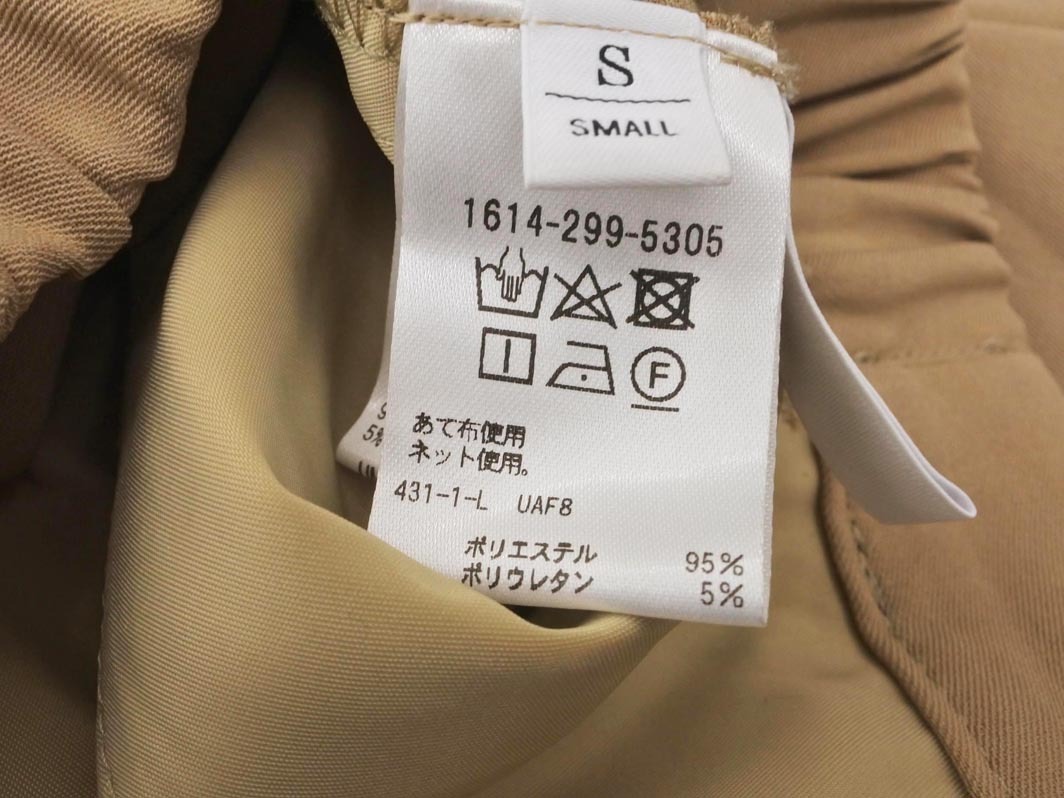 S
SMALL
1614-299-5305
F
あて布使用
ネット使用。
431-1-L UAF8
ポリエステル 95%
ポリウレタン 5%
5%